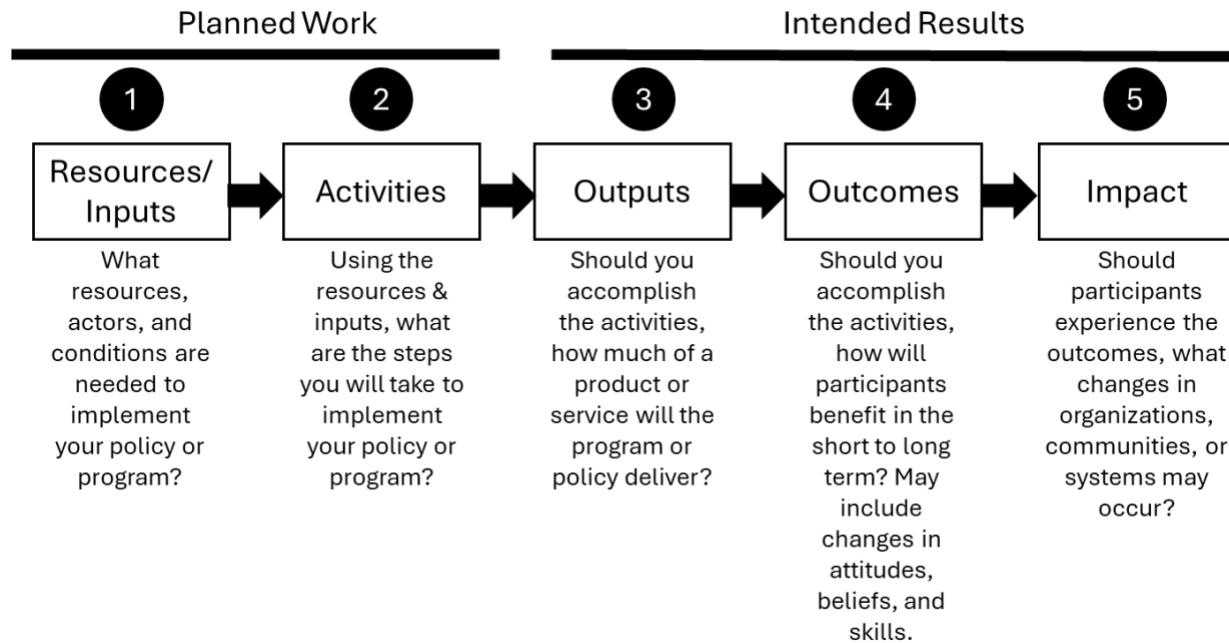 Planned Work
Intended Results
1
2
3
4
5
Resources/
Inputs
Activities
Outputs
Outcomes
Impact
What
resources,
actors, and
conditions are
needed to
implement
your policy or
program?
Using the
resources &
inputs, what
are the steps
you will take to
implement
your policy or
program?
Should you
accomplish
the activities,
how much of a
product or
service will the
program or
policy deliver?
Should you
accomplish
the activities,
how will
participants
benefit in the
short to long
term? May
include
changes in
attitudes,
beliefs, and
skills.
Should
participants
experience the
outcomes, what
changes in
organizations,
communities, or
systems may
occur?